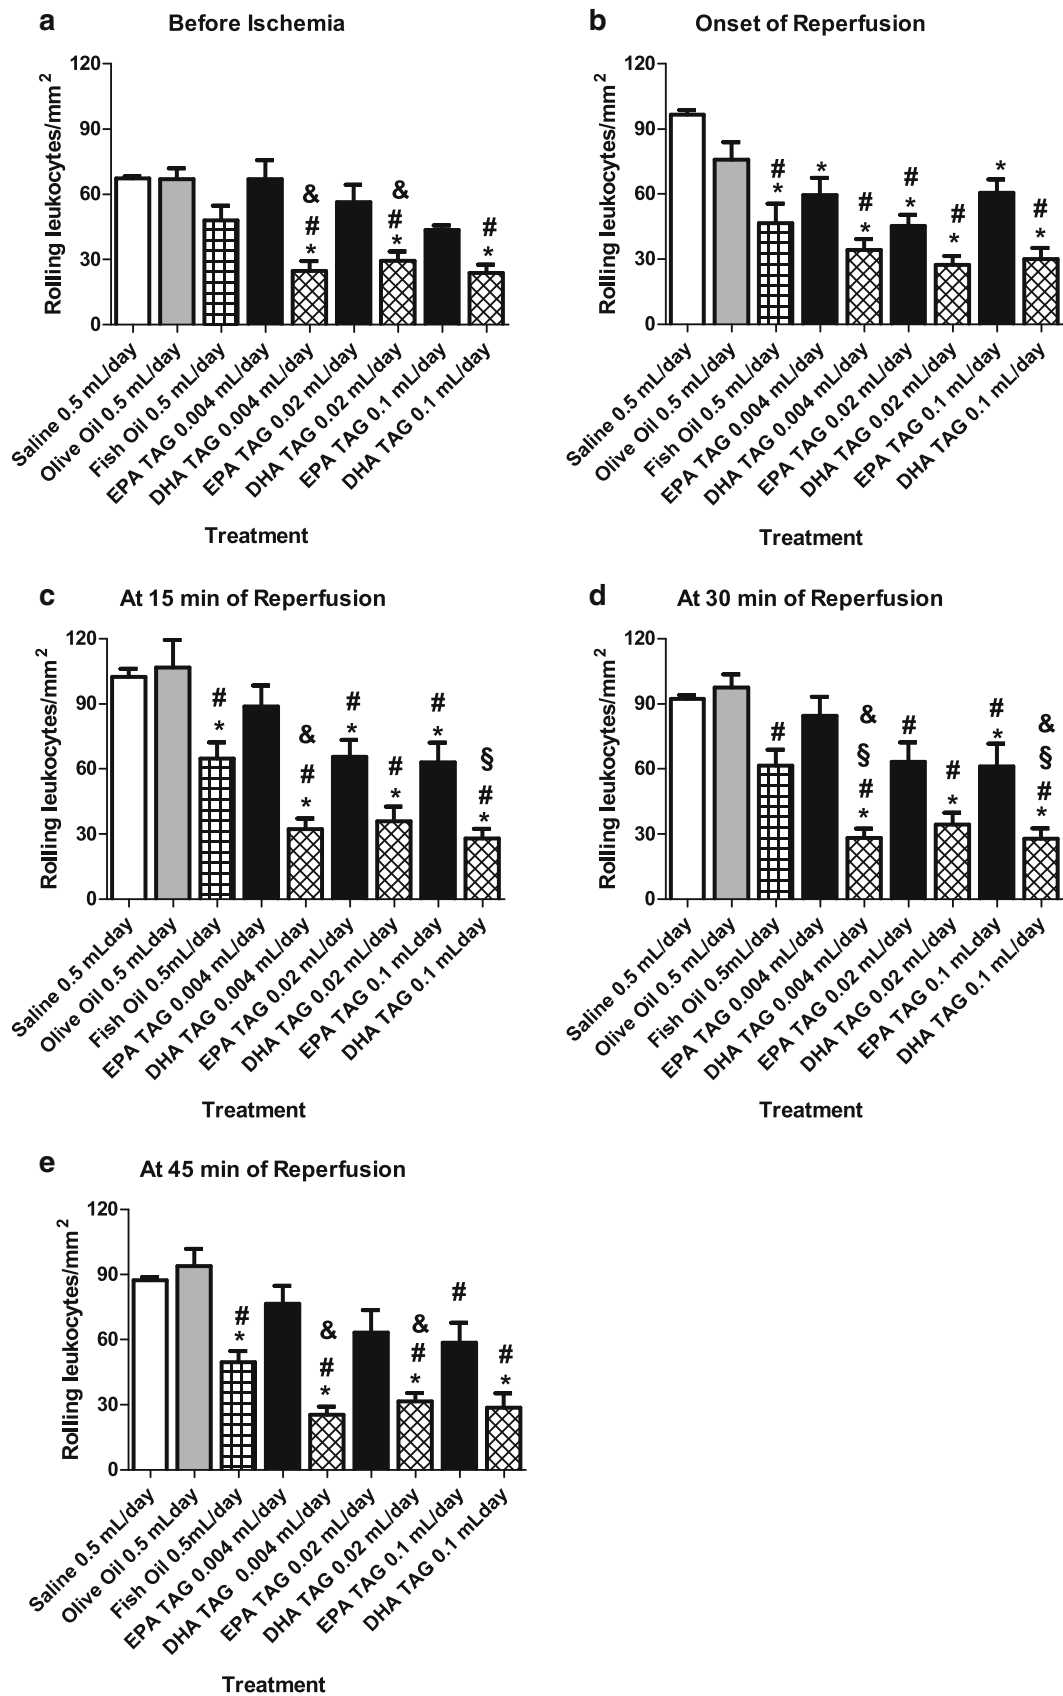 a
Before Ischemia
Rolling leukocytes/mm2
120
90
60
30
0
&
#
*
&
#
*
#
*
Saline 0.5 mL/day
Olive Oil 0.5 mL/day
Fish Oil 0.5 mL/day
EPA TAG 0.004 mL/day
DHA TAG 0.004 mL/day
EPA TAG 0.02 mL/day
DHA TAG 0.02 mL/day
EPA TAG 0.1 mL/day
DHA TAG 0.1 mL/day
Treatment
b
Onset of Reperfusion
Rolling leukocytes/mm2
120
90
60
30
0
#
*
*
#
*
#
*
#
*
*
#
*
Saline 0.5 mL/day
Olive Oil 0.5 mL/day
Fish Oil 0.5 mL/day
EPA TAG 0.004 mL/day
DHA TAG 0.004 mL/day
EPA TAG 0.02 mL/day
DHA TAG 0.02 mL/day
EPA TAG 0.1 mL/day
DHA TAG 0.1 mL/day
Treatment
c
At 15 min of Reperfusion
Rolling leukocytes/mm2
120
90
60
30
0
#
*
&
#
*
#
*
#
*
#
*
§
#
*
Saline 0.5 mLday
Olive Oil 0.5 mLday
Fish Oil 0.5mL/day
EPA TAG 0.004 mL/day
DHA TAG 0.004 mL/day
EPA TAG 0.02 mL/day
DHA TAG 0.02 mL/day
EPA TAG 0.1 mLday
DHA TAG 0.1 mLday
Treatment
d
At 30 min of Reperfusion
Rolling leukocytes/mm2
120
90
60
30
0
#
&
§
#
*
#
#
*
#
*
&
§
#
*
Saline 0.5 mL/day
Olive Oil 0.5 mL/day
Fish Oil 0.5mL/day
EPA TAG 0.004 mL/day
DHA TAG 0.004 mL/day
EPA TAG 0.02 mL/day
DHA TAG 0.02 mL/day
EPA TAG 0.1 mLday
DHA TAG 0.1 mL/day
Treatment
e
At 45 min of Reperfusion
Rolling leukocytes/mm2
120
90
60
30
0
#
*
&
#
*
&
#
*
#
#
*
Saline 0.5 mL/day
Olive Oil 0.5 mLday
Fish Oil 0.5mL/day
EPA TAG 0.004 mL/day
DHA TAG 0.004 mL/day
EPA TAG 0.02 mL/day
DHA TAG 0.02 mL/day
EPA TAG 0.1 mL/day
DHA TAG 0.1 mLday
Treatment